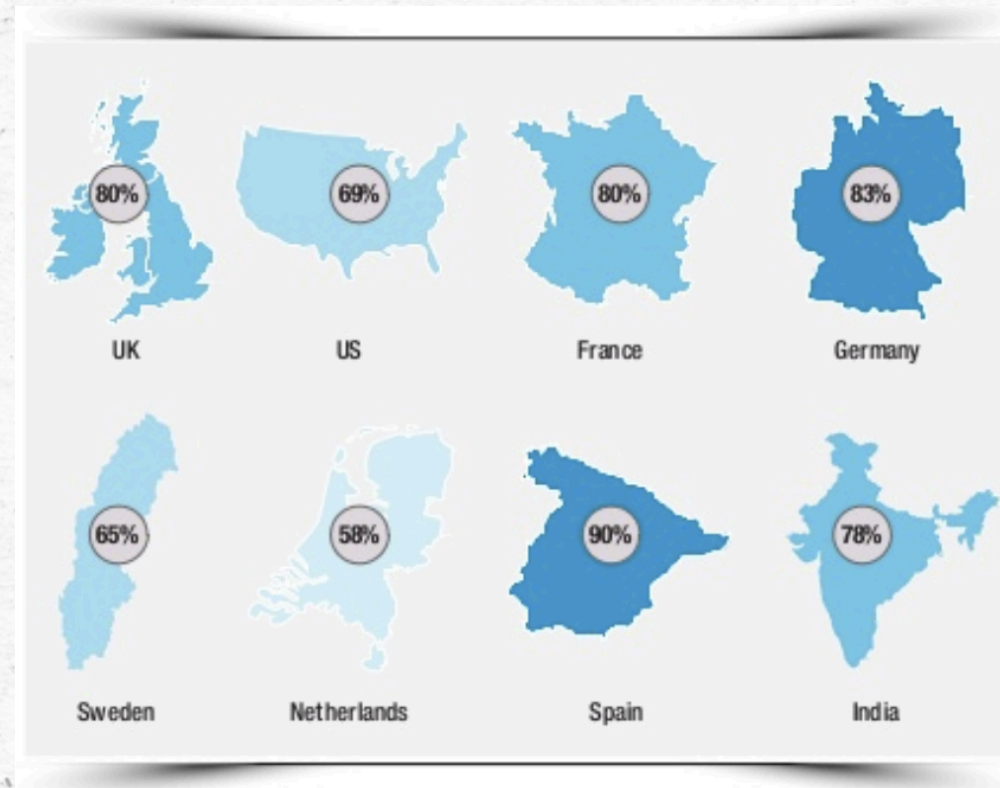 80% 69% 80% 83%
UK US France Germany
65% 58% 90% 78%
Sweden Netherlands Spain India